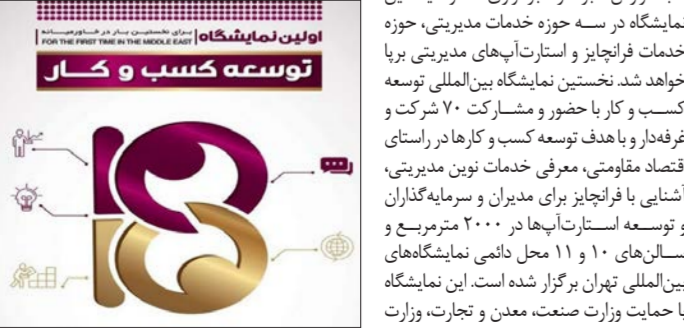 نمایشگاه در سه حوزه خدمات مدیریتی، حوزه
خدمات فرانچایز و استارت‌آپ‌های مدیریتی برپا
خواهد شد. نخستین نمایشگاه بین‌المللی توسعه
کسب و کار با حضور و مشارکت ۷۰ شرکت و
غرفه‌دار و با هدف توسعه کسب و کارها در راستای
قتصاد مقاومتی، معرفی خدمات نوین مدیریتی،
آشنایی با فرانچایز برای مدیران و سرمایه‌گذاران
و توسعه استارت‌آپ‌ها در ۲۰۰۰ مترمربع و
سالن‌های ۱۰ و ۱۱ محل دائمی نمایشگاه‌های
بین‌المللی تهران برگزار شده است. این نمایشگاه
با حمایت وزارت صنعت، معدن و تجارت، وزارت
اولین نمایشگاه
برای نخستین بار در خاورمیانه
FOR THE FIRST TIME IN THE MIDDLE EAST
توسعه کسب و کار